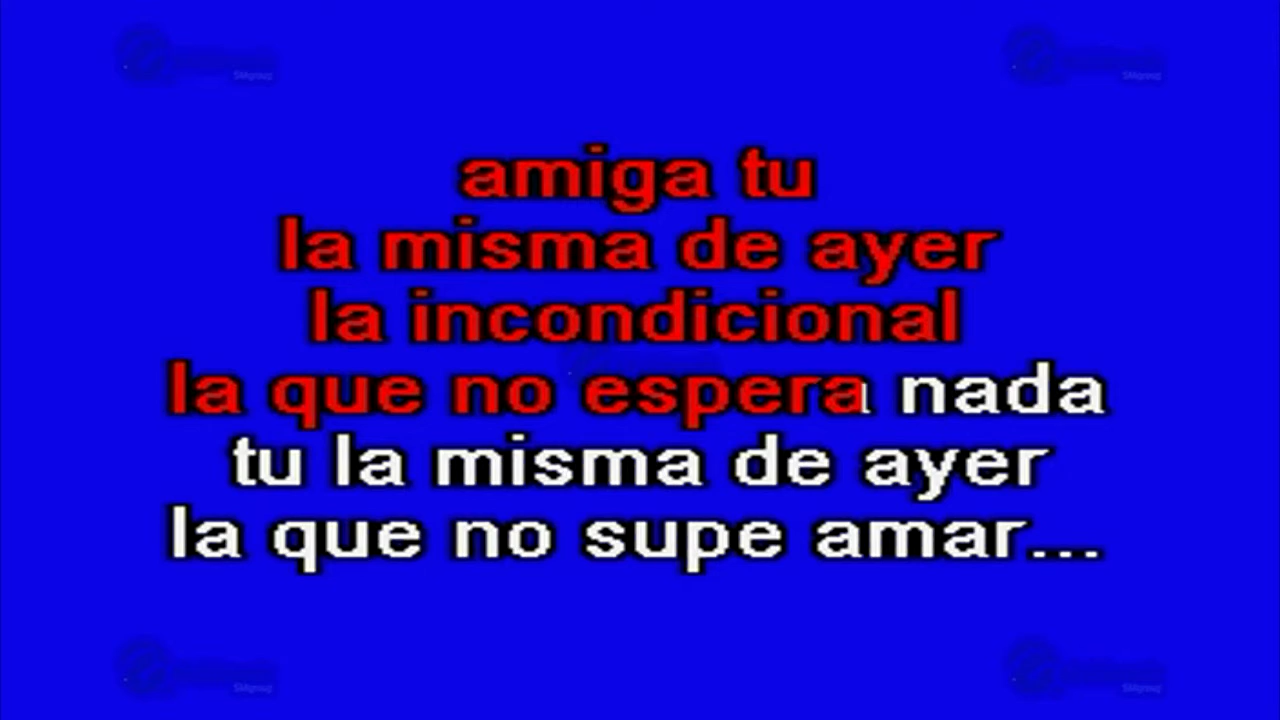 amiga tu
la misma de ayer
la incondicional
la que no espera nada
tu la misma de ayer
la que no supe amar...